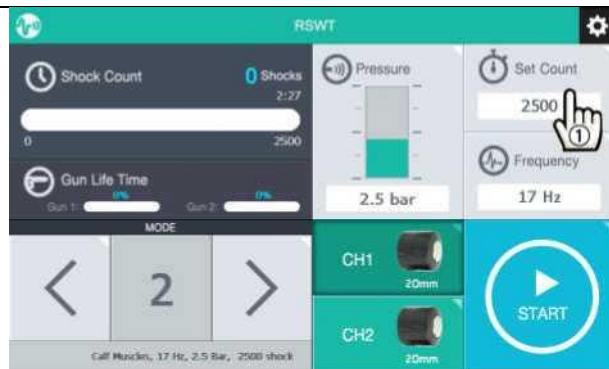 RSWT
Shock Count
0 Shocks
2:27
0
2500
Gun Life Time
0%
0%
Gun 1:
Gun 2:
Pressure
2.5 bar
Set Count
2500
①
Frequency
17 Hz
MODE
2
Calf Muscles, 17 Hz, 2.5 Bar, 2500 shock
CH1
20mm
CH2
20mm
START